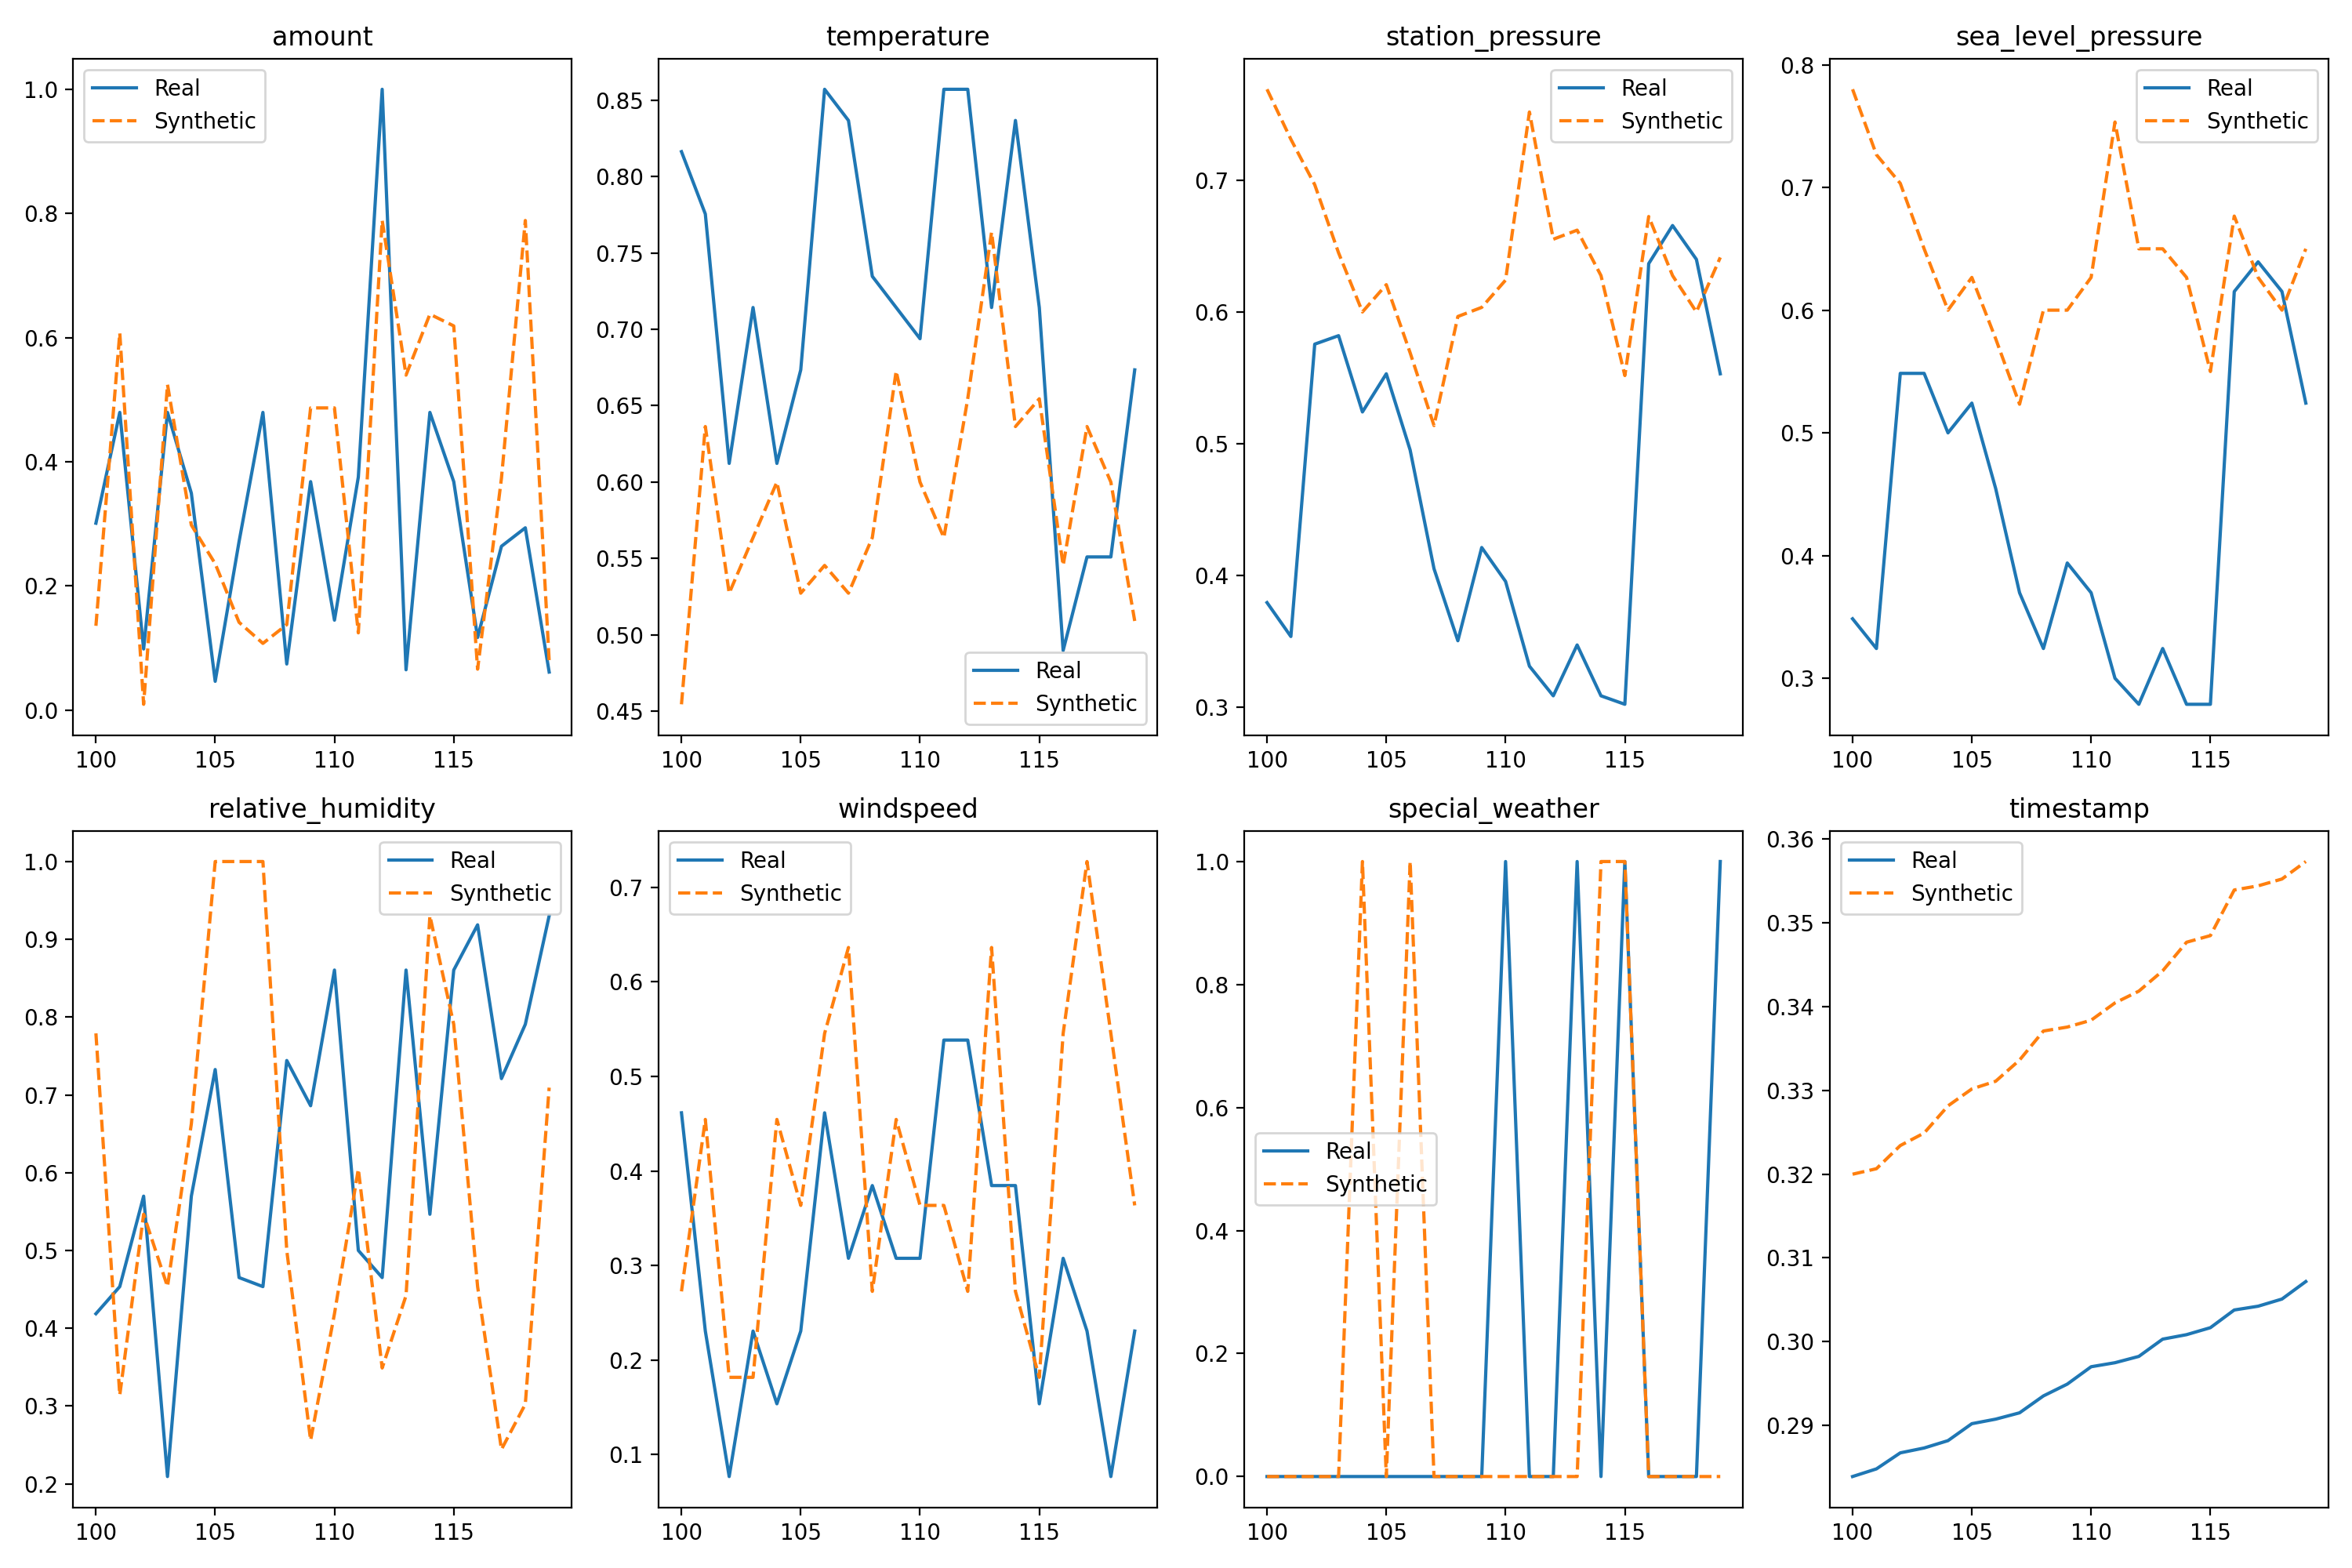 amount
1.0
0.8
0.6
0.4
0.2
0.0
100 105 110 115
Real
Synthetic
temperature
0.85
0.80
0.75
0.70
0.65
0.60
0.55
0.50
0.45
100 105 110 115
Real
Synthetic
station_pressure
0.7
0.6
0.5
0.4
0.3
100 105 110 115
Real
Synthetic
sea_level_pressure
0.8
0.7
0.6
0.5
0.4
0.3
100 105 110 115
Real
Synthetic
relative_humidity
1.0
0.9
0.8
0.7
0.6
0.5
0.4
0.3
0.2
100 105 110 115
Real
Synthetic
windspeed
0.7
0.6
0.5
0.4
0.3
0.2
0.1
100 105 110 115
Real
Synthetic
special_weather
1.0
0.8
0.6
0.4
0.2
0.0
100 105 110 115
Real
Synthetic
timestamp
0.36
0.35
0.34
0.33
0.32
0.31
0.30
0.29
100 105 110 115
Real
Synthetic